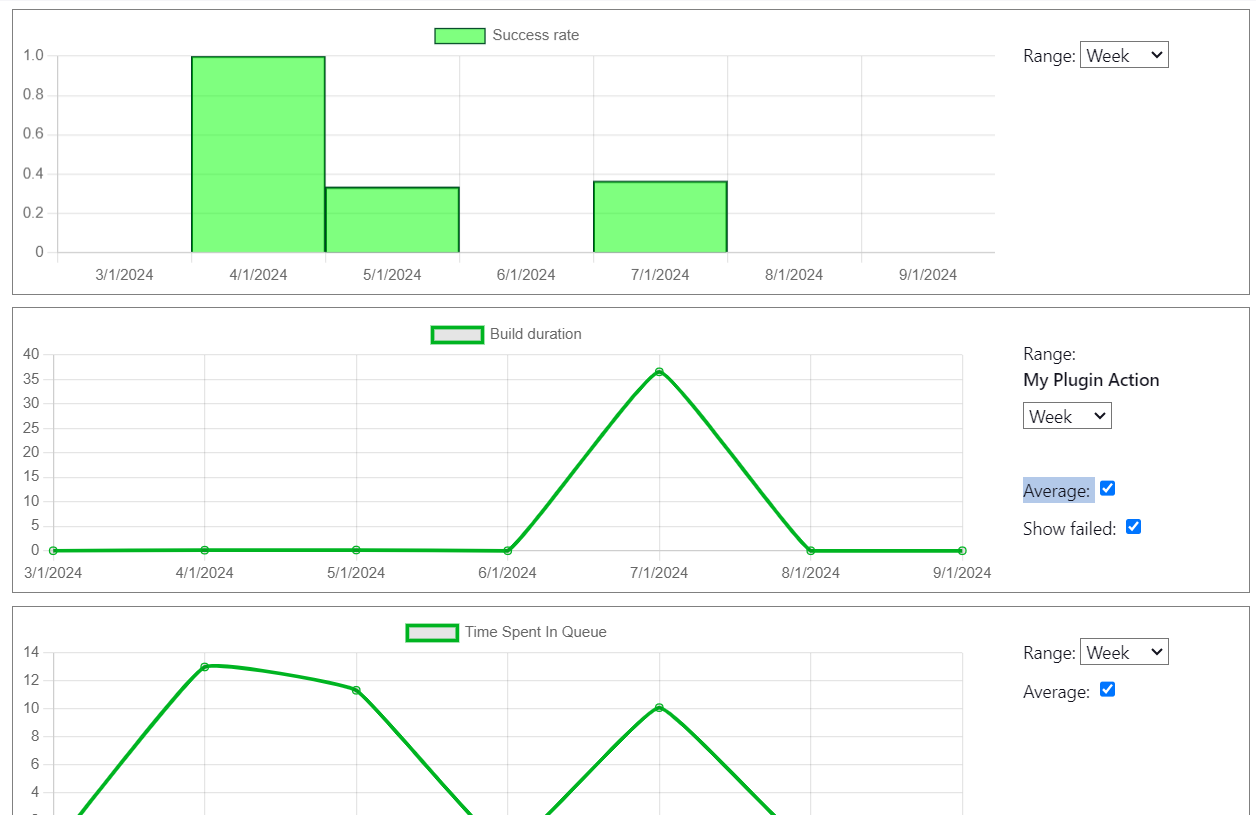 Success rate
Range: Week
1.0
0.8
0.6
0.4
0.2
0
3/1/2024 4/1/2024 5/1/2024 6/1/2024 7/1/2024 8/1/2024 9/1/2024
Build duration
Range:
My Plugin Action
Week
Average:
Show failed:
40
35
30
25
20
15
10
5
0
3/1/2024 4/1/2024 5/1/2024 6/1/2024 7/1/2024 8/1/2024 9/1/2024
Time Spent In Queue
Range: Week
Average:
14
12
10
8
6
4